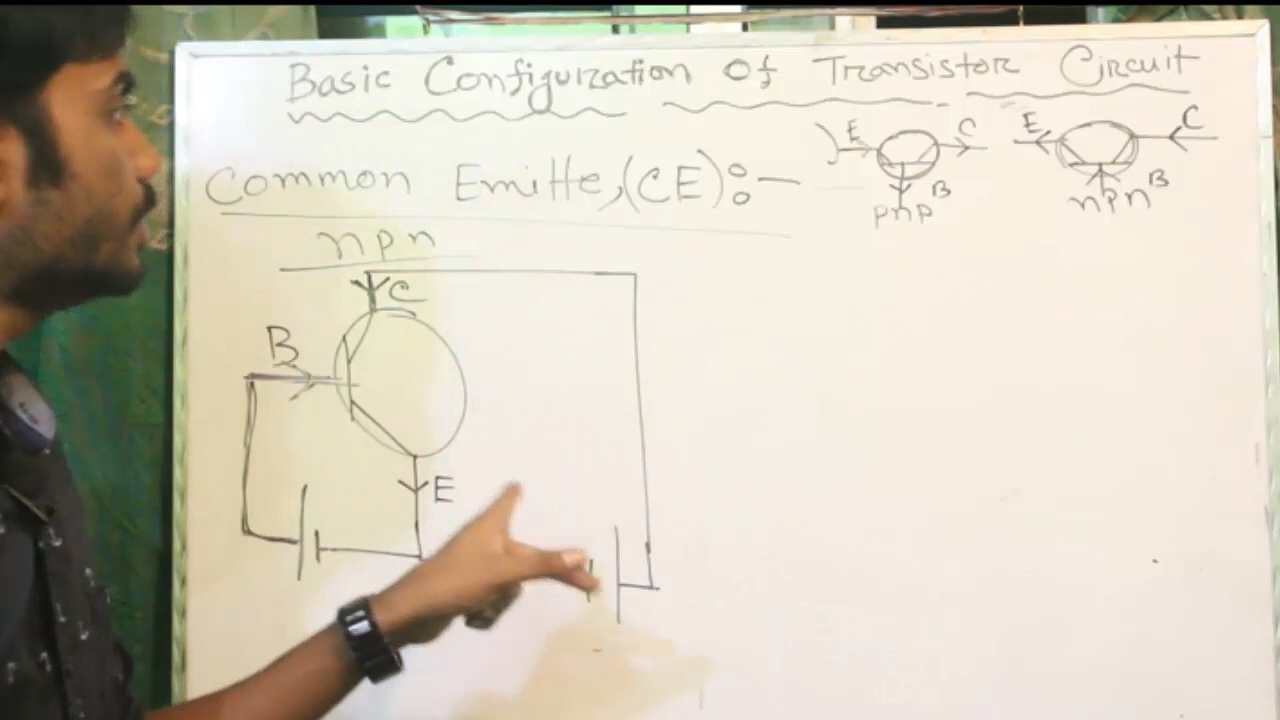 Basic Configuration Of Transistor Circuit
Common Emitte,(CE):-
E C
B
pnp
E C
B
npn
npn
C
B
E